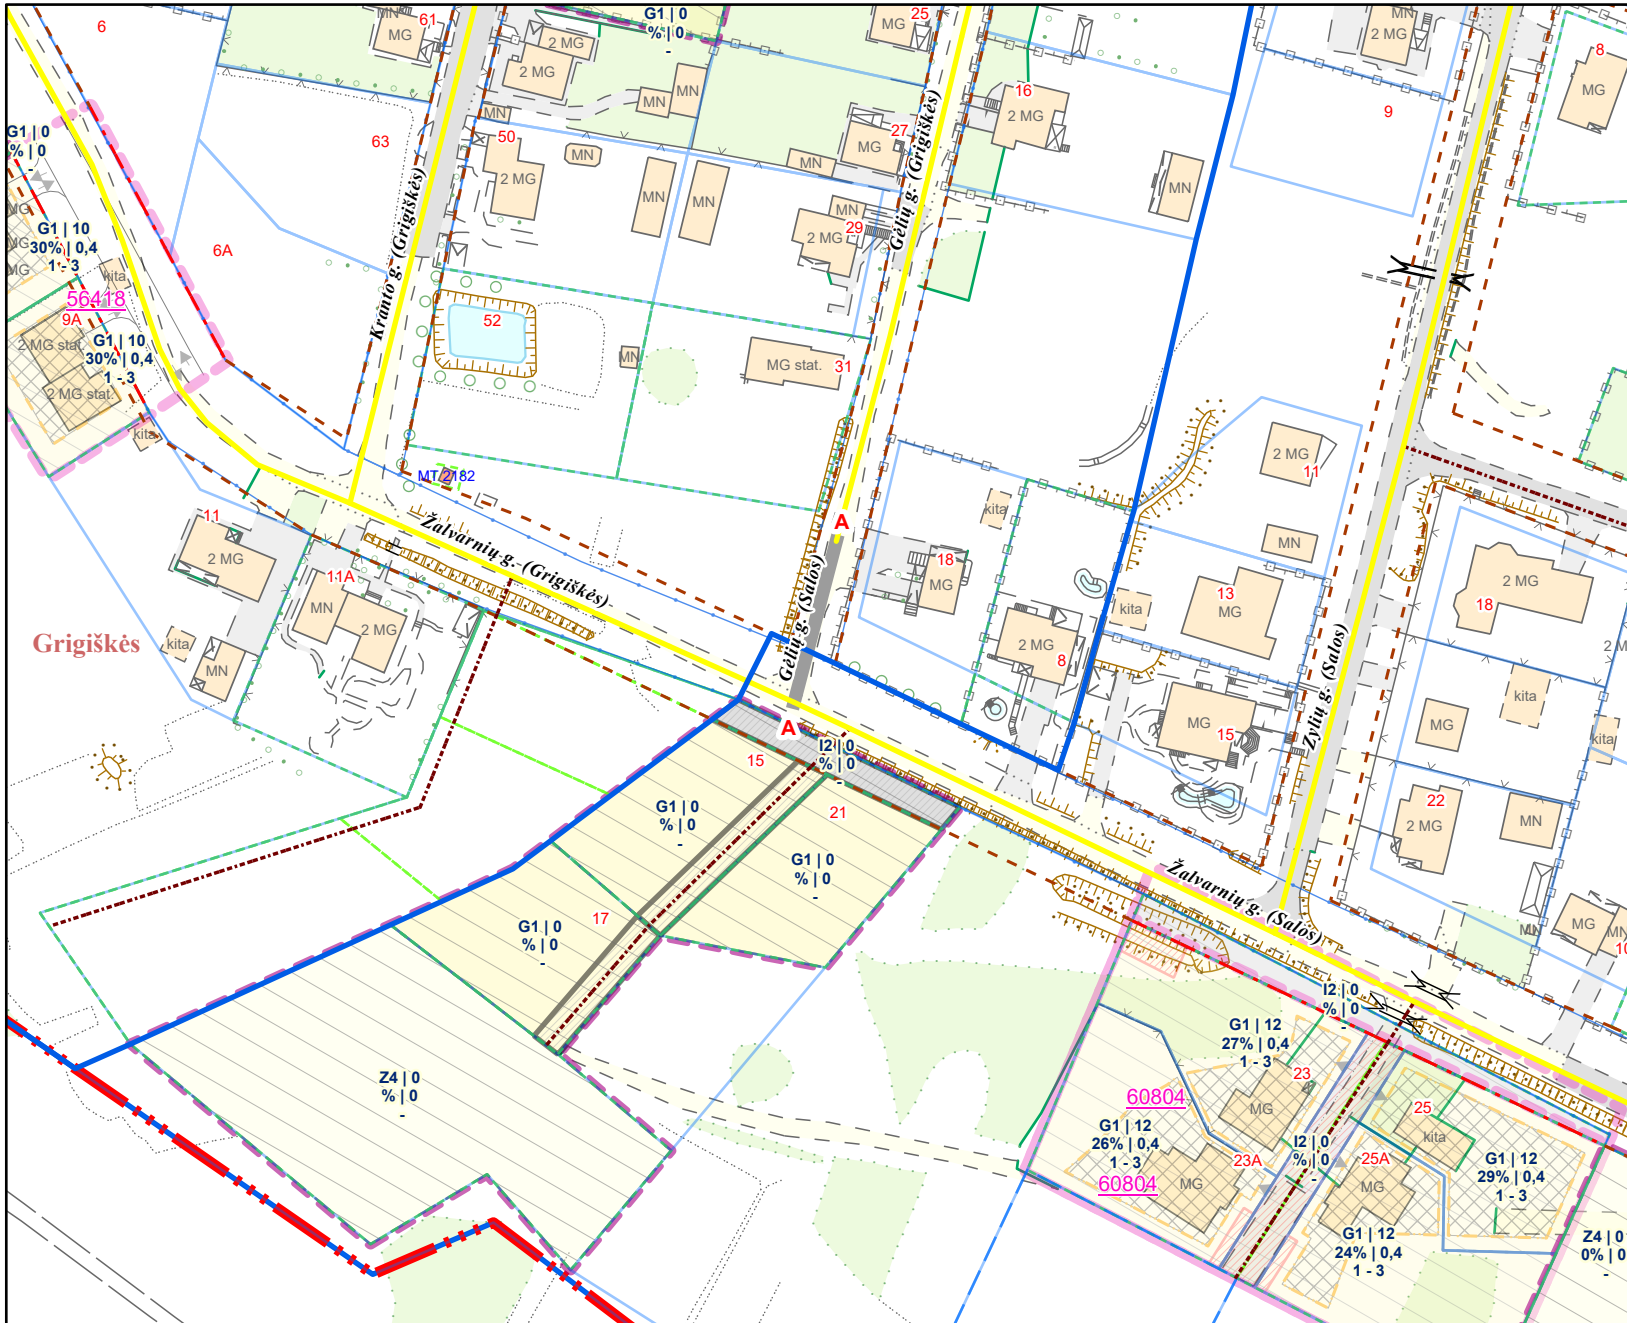 6
MN
61
MG
G1 | 0
% | 0
-
25
MG
MN
2 MG
8
MG
2 MG
2 MG
MN
MN
16
2 MG
9
G1 | 0
% | 0
-
63
MN
50
2 MG
MN
MN
MN
MN
27
MG
MN
Kranto g. (Grigiškės)
Gėlių g. (Grigiškės)
MG
MG
MG
G1 | 10
30% | 0,4
1 - 3
6A
kita
56418
9A
MN
2 MG
29
2 MG stat.
G1 | 10
30% | 0,4
1 - 3
2 MG stat.
kita
52
MN
MG stat.
31
MT 2182
2 MG
11
kita
A
MN
11
2 MG
Žalvarnių g. (Grigiškės)
11A
MN
2 MG
Gėlių g. (Salos)
18
MG
kita
13
MG
2 MG
18
Grigiškės
kita
MN
2 MG
8
2 M
kita
MG
kita
Zylių g. (Salos)
MG
15
A
15
I2 | 0
% | 0
-
G1 | 0
% | 0
-
21
22
2 MG
MN
G1 | 0
% | 0
-
Žalvarnių g. (Salos)
17
G1 | 0
% | 0
-
MN
MG
MN
10
I2 | 0
% | 0
-
G1 | 12
27% | 0,4
1 - 3
23
Z4 | 0
% | 0
-
60804
MG
25
kita
G1 | 12
26% | 0,4
1 - 3
60804
23A
MG
I2 | 0
% | 0
-
25A
MG
G1 | 12
29% | 0,4
1 - 3
G1 | 12
24% | 0,4
1 - 3
Z4 | 0
0% | 0
-